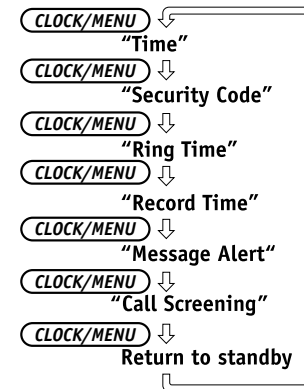 CLOCK/MENU
“Time”
CLOCK/MENU
“Security Code”
CLOCK/MENU
“Ring Time”
CLOCK/MENU
“Record Time”
CLOCK/MENU
“Message Alert“
CLOCK/MENU
“Call Screening”
CLOCK/MENU
Return to standby